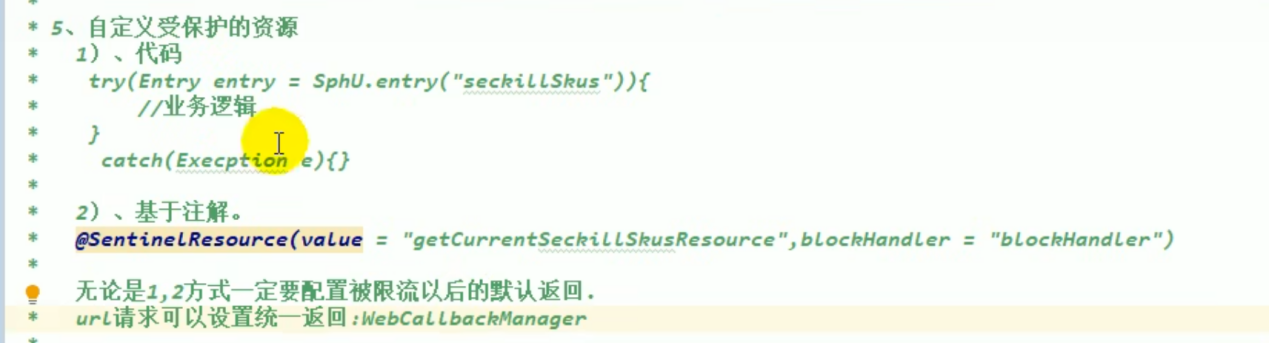 *
* 5、自定义受保护的资源
* 1）、代码
* try(Entry entry = SphU.entry("seckillSkus")){
* //业务逻辑
* }
* catch(Execption e){}
*
* 2）、基于注解。
* @SentinelResource(value = "getCurrentSeckillSkusResource",blockHandler = "blockHandler")
*
* 无论是1,2方式一定要配置被限流以后的默认返回.
* url请求可以设置统一返回:WebCallbackManager
*